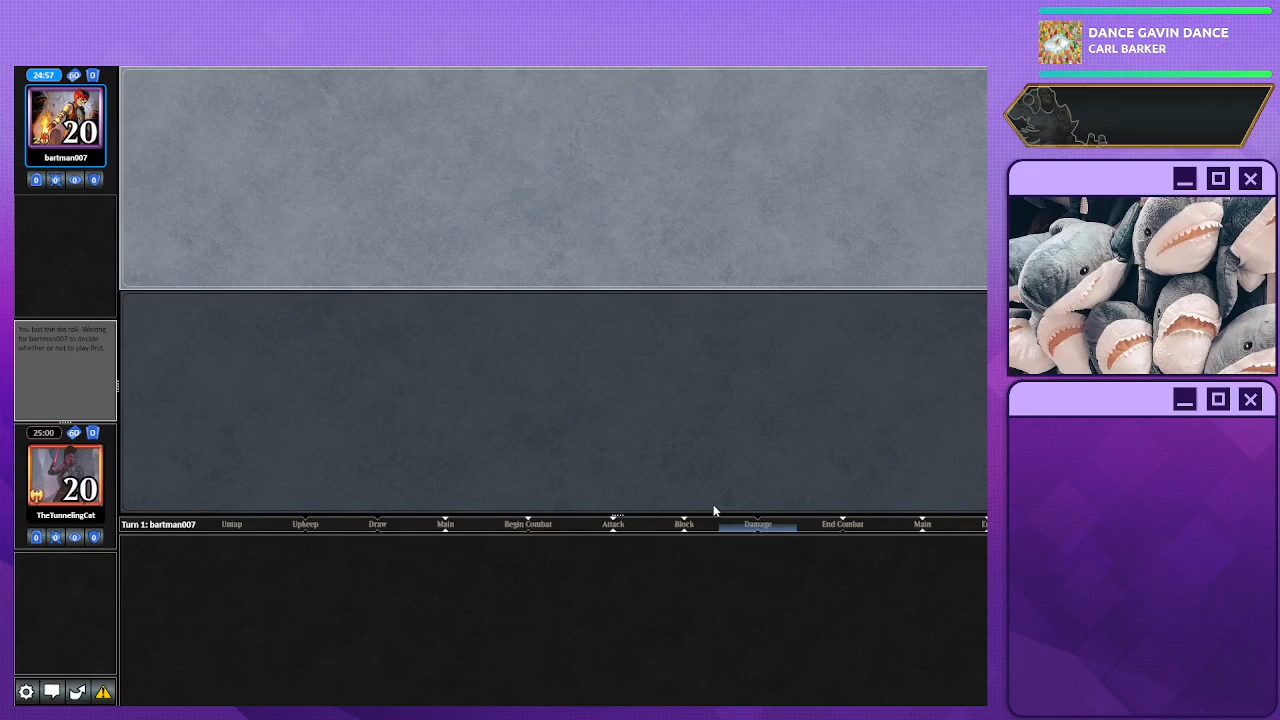 DANCE GAVIN DANCE
CARL BARKER
24:57 60 0
20
bartman007
0 0 0 0
You lost the die roll. Waiting
for bartman007 to decide
whether or not to play first.
25:00 60 0
20
TheTunnelingCat
0 0 0 0
Turn 1: bartman007 Untap Upkeep Draw Main Begin Combat Attack Block Damage End Combat Main